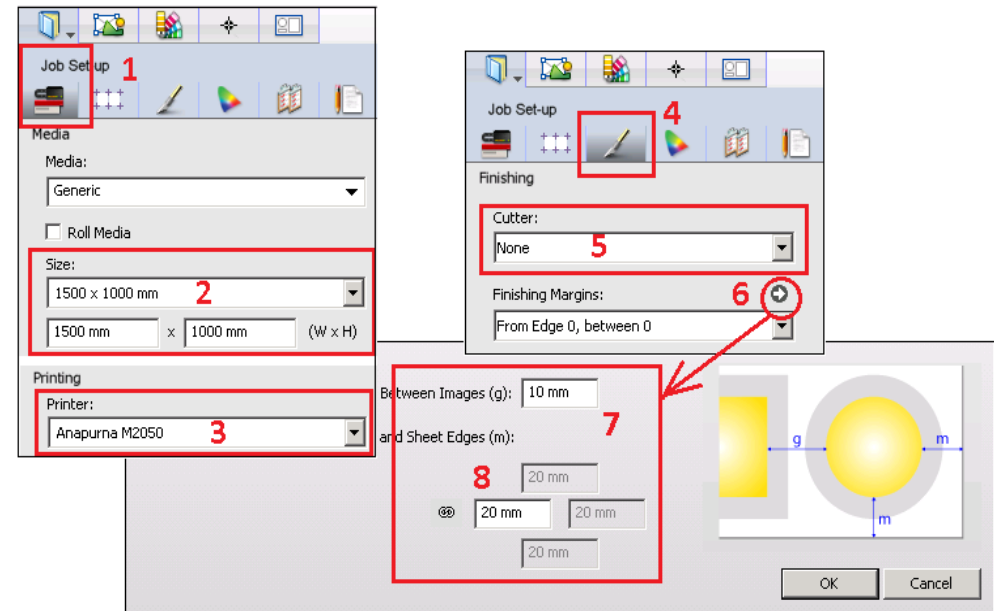 Job Set-up 1
Media
Media:
Generic
Roll Media
Size:
1500 x 1000 mm 2
1500 mm x 1000 mm (W x H)
Printing
Printer:
Anapurna M2050 3
Job Set-up 4
Finishing
Cutter:
None 5
Finishing Margins: 6
From Edge 0, between 0
Between Images (g): 10 mm
7
and Sheet Edges (m):
8 20 mm
20 mm 20 mm
20 mm
g m
m
OK Cancel